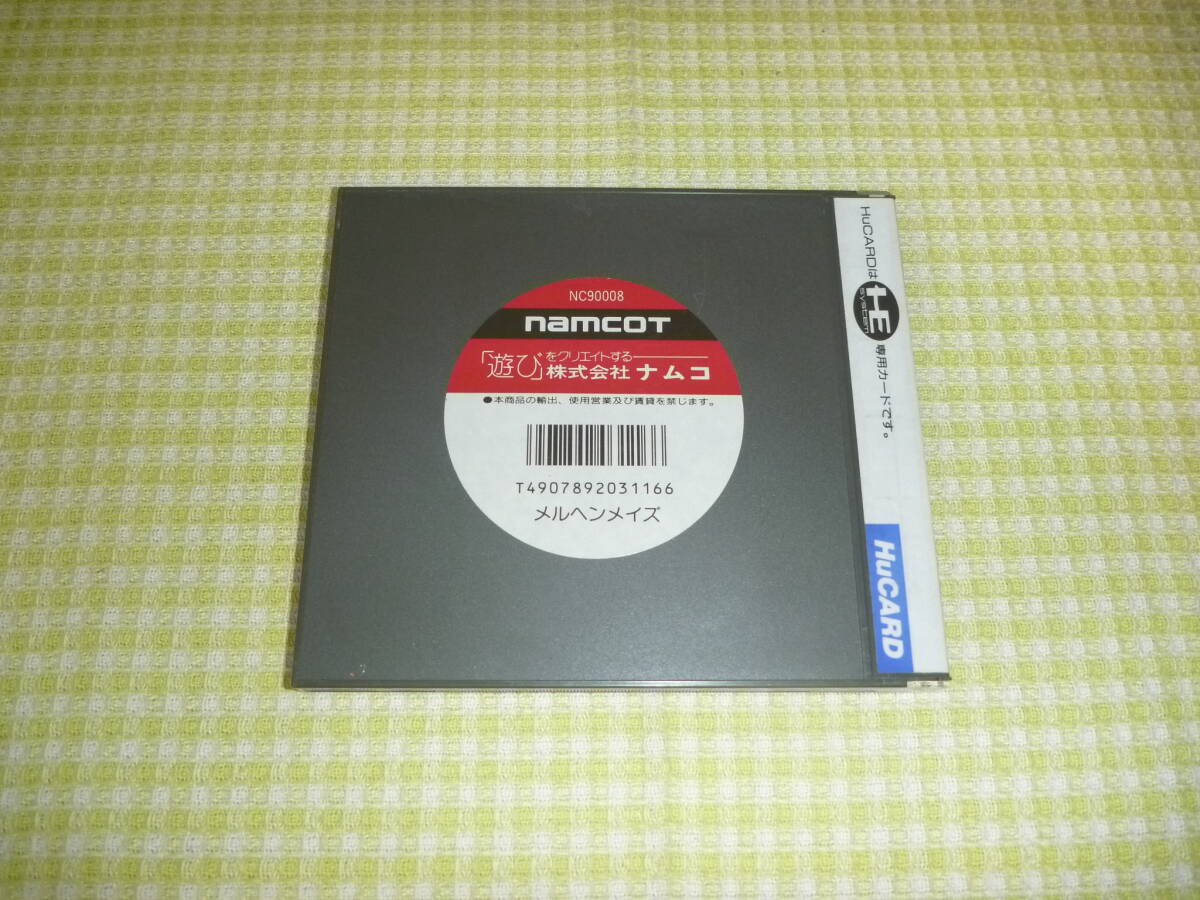 NC90008
namcot
「遊び」をクリエイトする
株式会社ナムコ
●本商品の輸出、使用営業及び賃貸を禁じます。
T4907892031166
メルヘンメイズ
HuCARDは HE system 専用カードです。
HuCARD